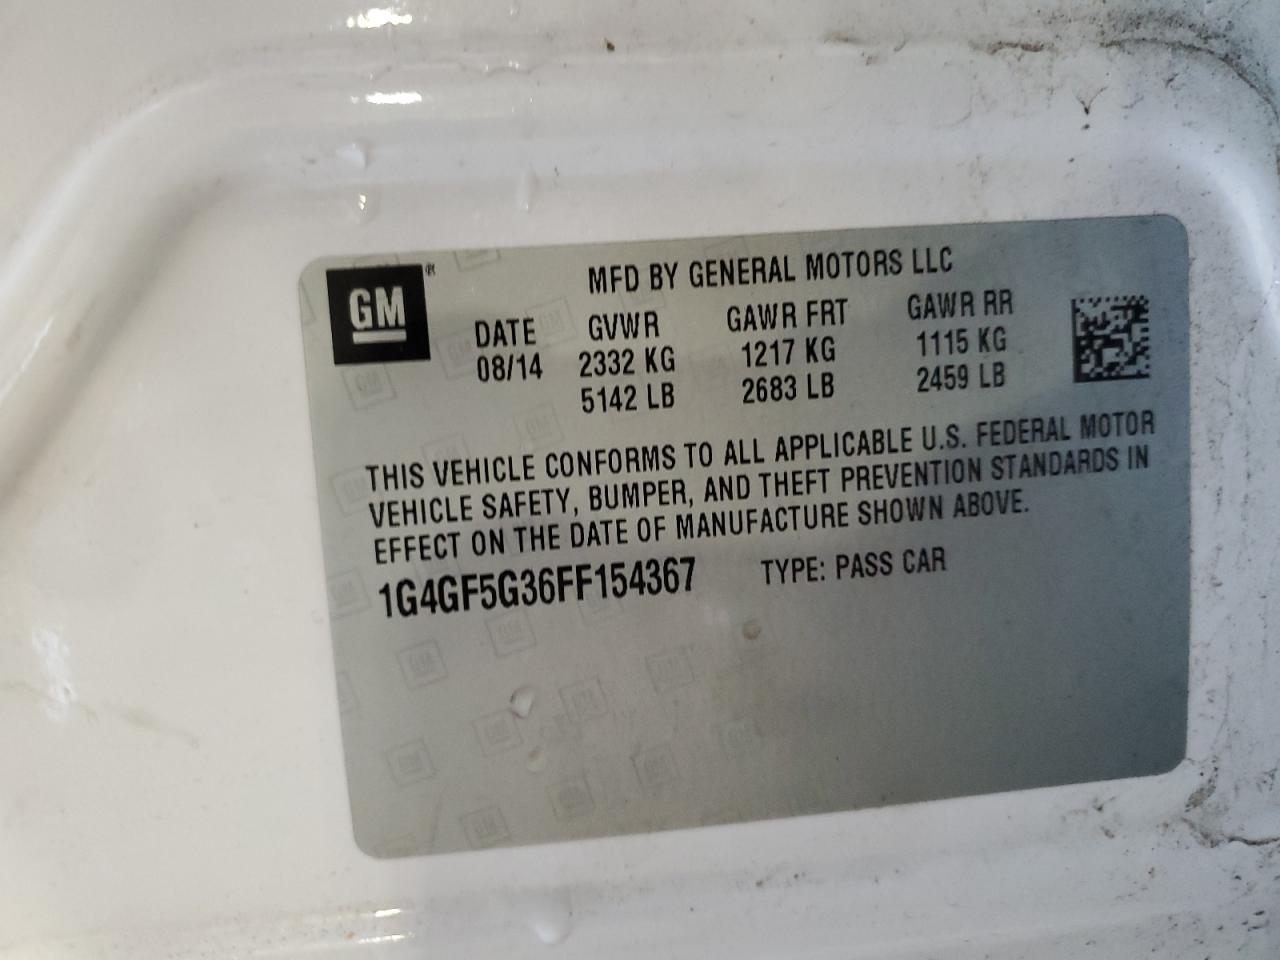 GM®
MFD BY GENERAL MOTORS LLC
DATE GVWR GAWR FRT GAWR RR
08/14 2332 KG 1217 KG 1115 KG
5142 LB 2683 LB 2459 LB
THIS VEHICLE CONFORMS TO ALL APPLICABLE U.S. FEDERAL MOTOR
VEHICLE SAFETY, BUMPER, AND THEFT PREVENTION STANDARDS IN
EFFECT ON THE DATE OF MANUFACTURE SHOWN ABOVE.
1G4GF5G36FF154367 TYPE: PASS CAR